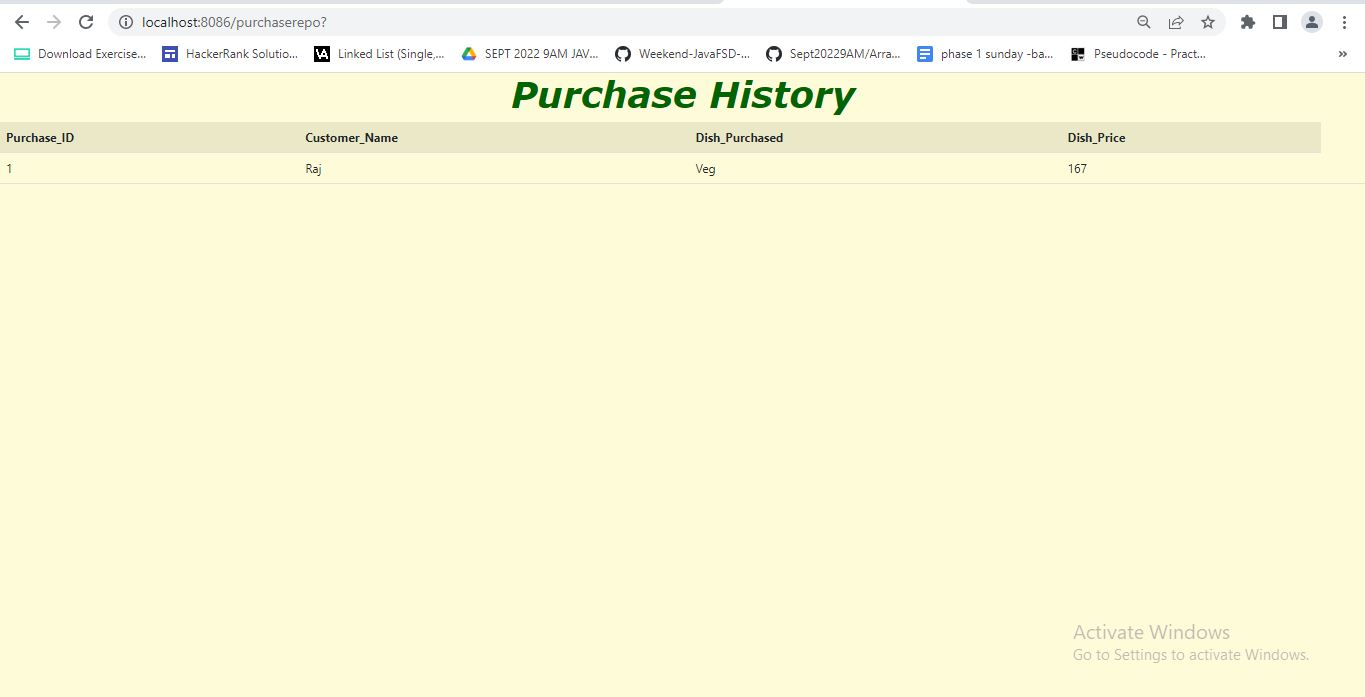 localhost:8086/purchaserepo?
Download Exercise... HackerRank Solutio... Linked List (Single,... SEPT 2022 9AM JAV... Weekend-JavaFSD-... Sept20229AM/Arra... phase 1 sunday -ba... Pseudocode - Pract... »
Purchase History
Purchase_ID Customer_Name Dish_Purchased Dish_Price
1 Raj Veg 167
Activate Windows
Go to Settings to activate Windows.